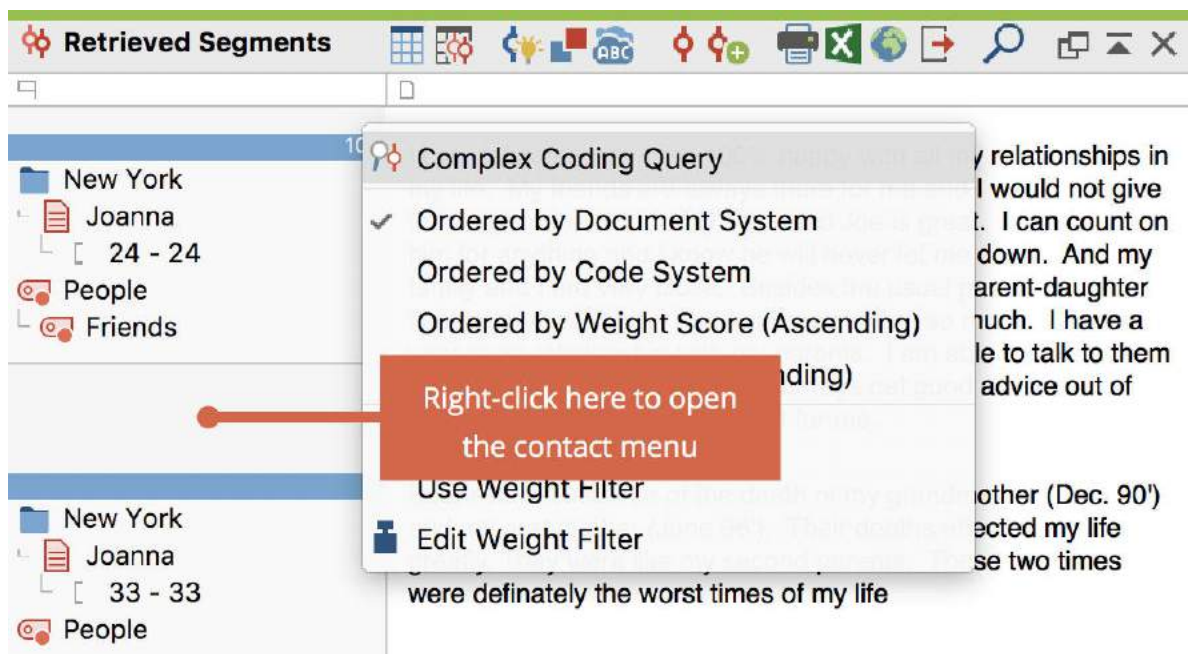 Retrieved Segments
ABC
X
10
New York
Joanna
24 - 24
People
Friends
Complex Coding Query
Ordered by Document System
Ordered by Code System
Ordered by Weight Score (Ascending)
nding)
Use Weight Filter
Edit Weight Filter
Right-click here to open
the contact menu
y relationships in
I would not give
I can count on
down. And my
arent-daughter
much. I have a
le to talk to them
advice out of
New York
Joanna
33 - 33
People
other (Dec. 90')
ected my life
se two times
were definately the worst times of my life